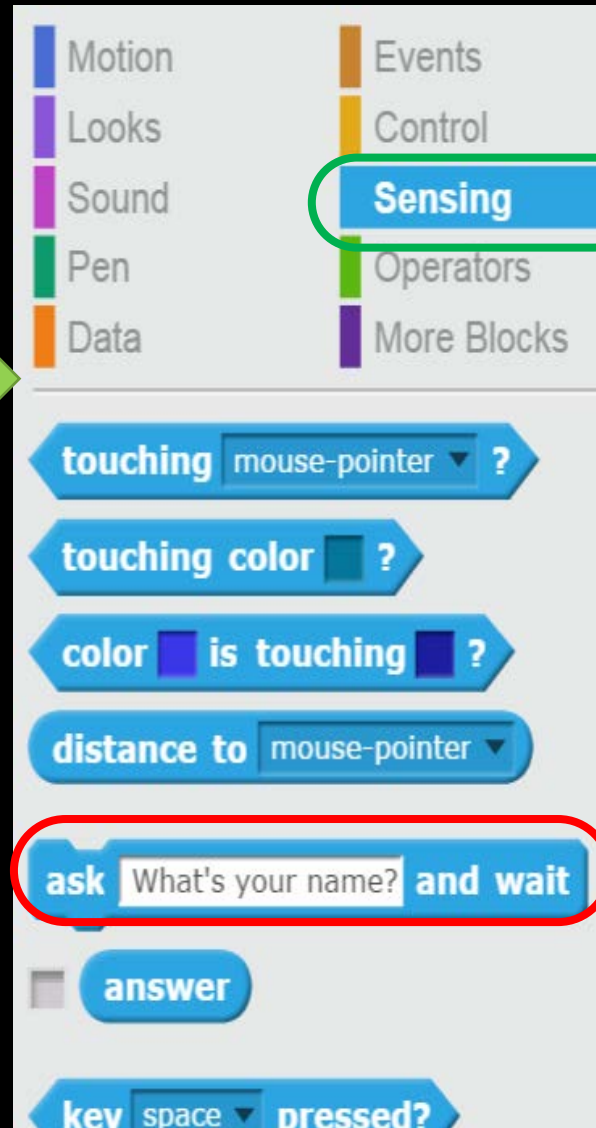 Motion Events
Looks Control
Sound Sensing
Pen Operators
Data More Blocks
touching mouse-pointer ?
touching color ?
color is touching ?
distance to mouse-pointer
ask What's your name? and wait
answer
key space pressed?